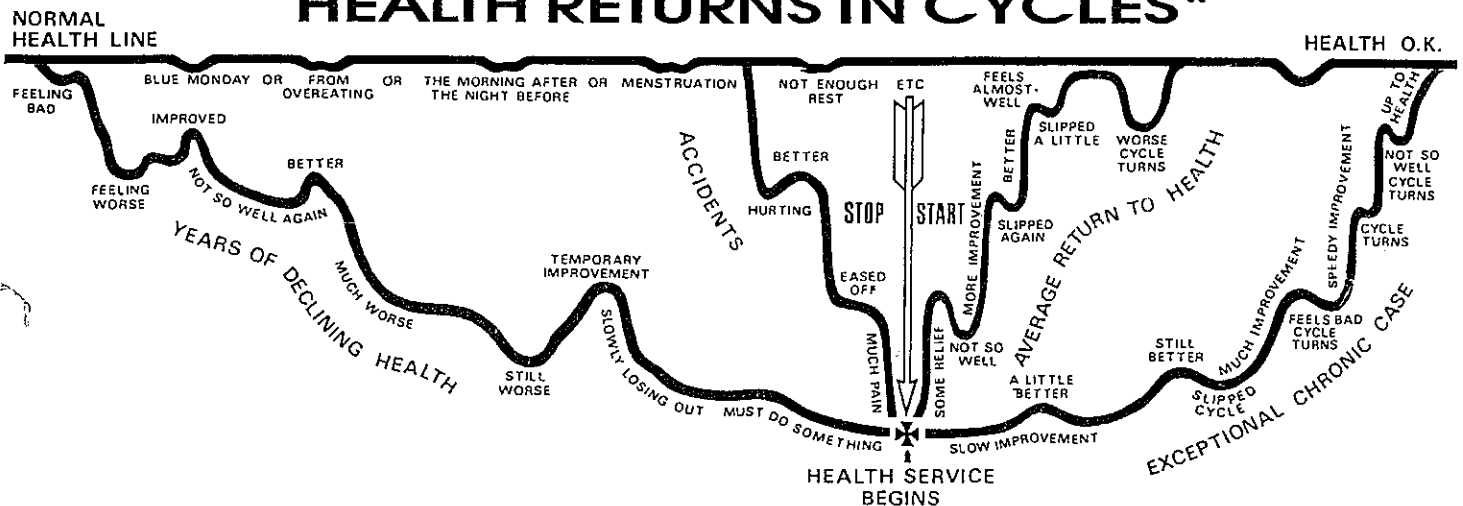 HEALTH RETURNS IN CYCLES"
NORMAL
HEALTH LINE
HEALTH O.K.
FEELING
BAD
BLUE MONDAY OR
FROM
OVEREATING
OR
THE MORNING AFTER
THE NIGHT BEFORE
OR
MENSTRUATION
NOT ENOUGH
REST
ETC
FEELS
ALMOST-
WELL
UP TO
HEALTH
IMPROVED
FEELING
WORSE
NOT SO WELL AGAIN
BETTER
YEARS OF DECLINING HEALTH
MUCH WORSE
STILL
WORSE
TEMPORARY
IMPROVEMENT
SLOWLY LOSING OUT
MUST DO SOMETHING
ACCIDENTS
BETTER
HURTING
EASED
OFF
MUCH PAIN
STOP
START
SOME RELIEF
NOT SO
WELL
MORE IMPROVEMENT
SLIPPED
AGAIN
BETTER
SLIPPED
A LITTLE
WORSE
CYCLE
TURNS
AVERAGE RETURN TO HEALTH
SLOW IMPROVEMENT
A LITTLE
BETTER
STILL
BETTER
SLIPPED
CYCLE
MUCH IMPROVEMENT
FEELS BAD
CYCLE
TURNS
SPEEDY IMPROVEMENT
CYCLE
TURNS
NOT SO
WELL
CYCLE
TURNS
EXCEPTIONAL CHRONIC CASE
HEALTH SERVICE
BEGINS